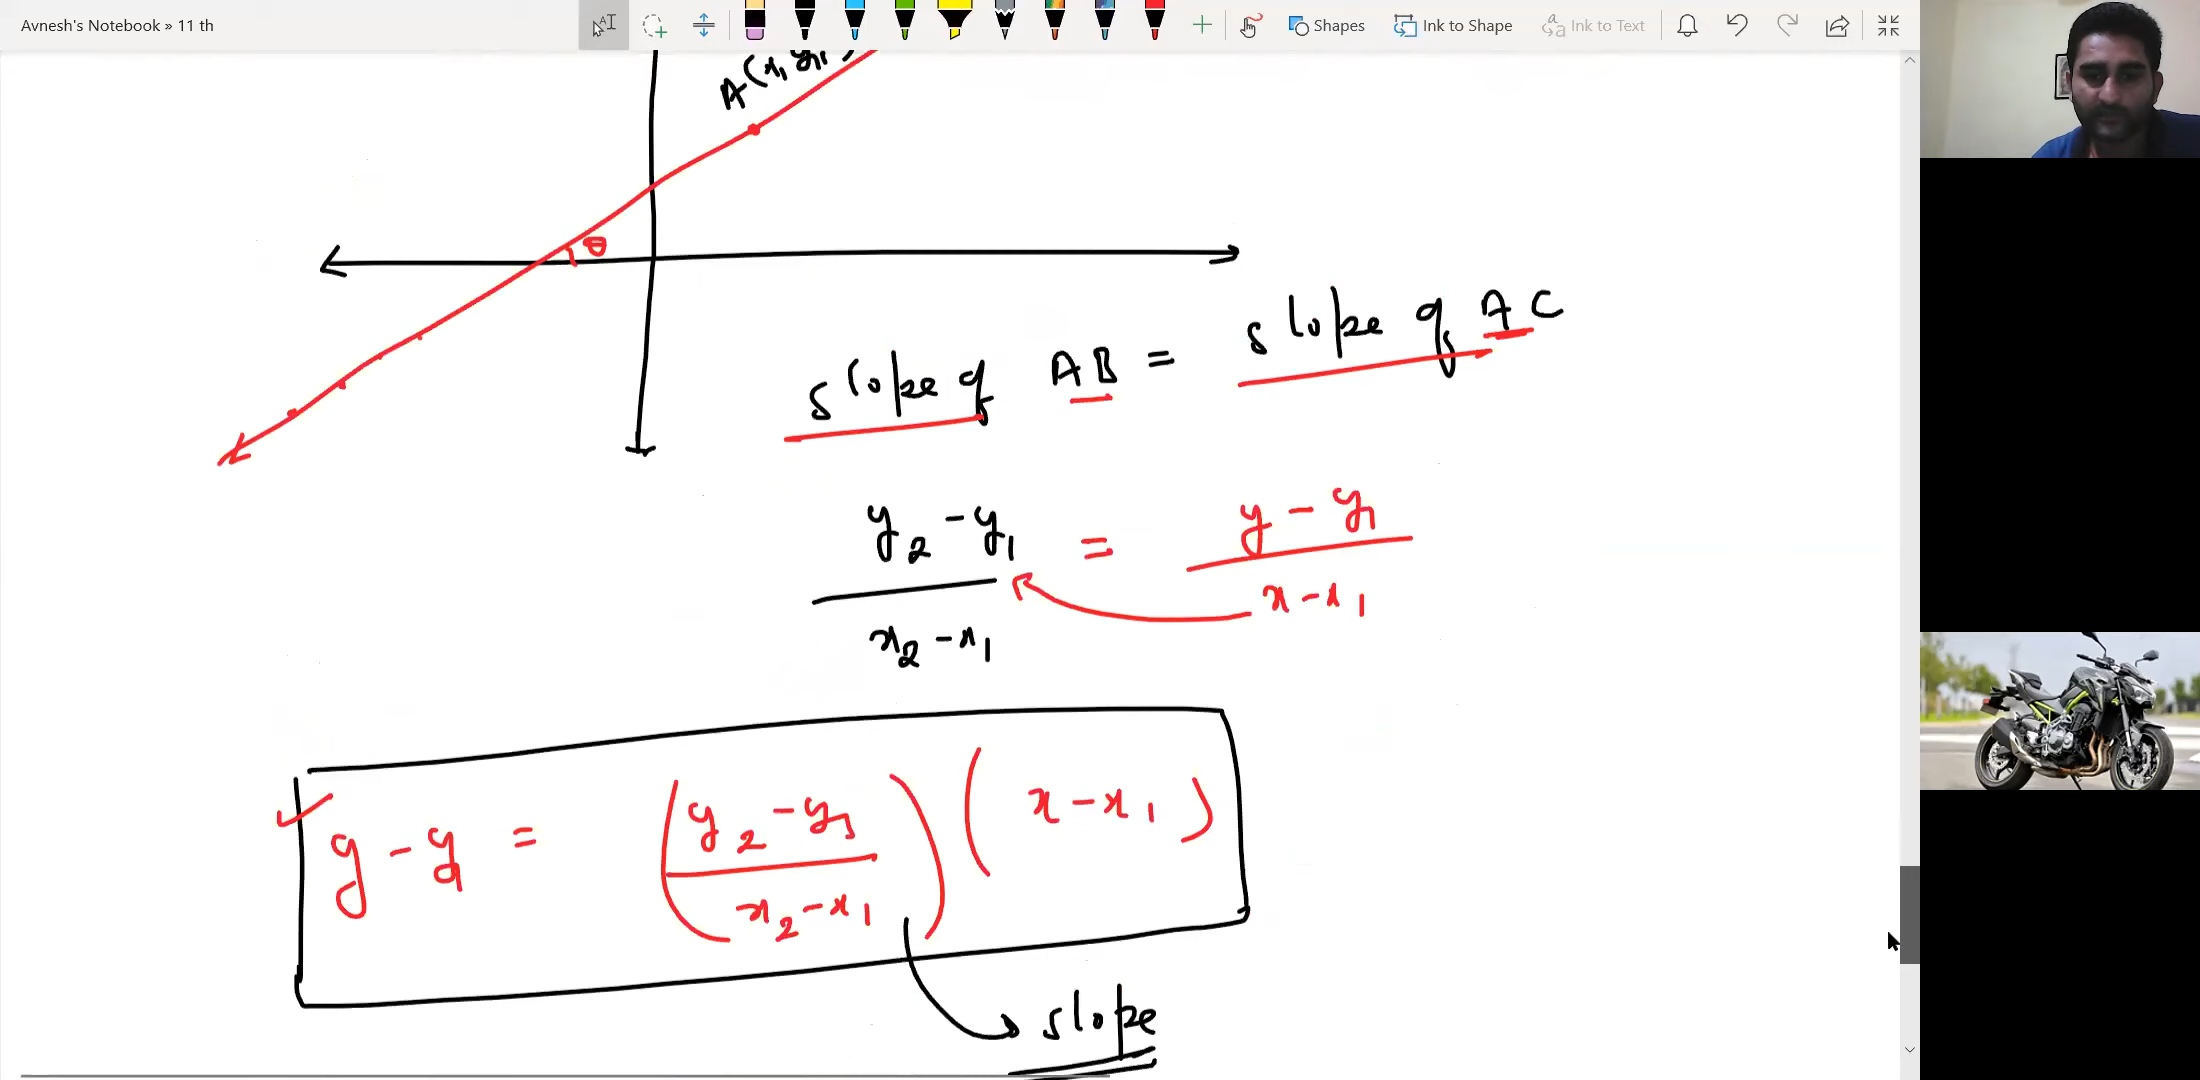 Avnesh's Notebook » 11 th
Shapes
Ink to Shape
Ink to Text
A(x₁ y₁
θ
slope of AB = slope of AC
y₂ - y₁ / x₂ - x₁ = y - y₁ / x - x₁
y - y₁ = (y₂ - y₁ / x₂ - x₁) (x - x₁)
slope